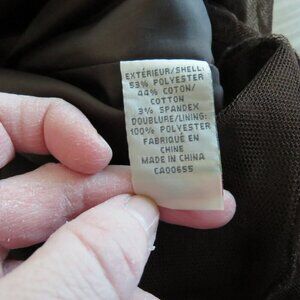 EXTÉRIEUR/SHELL:
53% POLYESTER
44% COTON/
COTTON
3% SPANDEX
DOUBLURE/LINING:
100% POLYESTER
FABRIQUÉ EN
CHINE
MADE IN CHINA
CA00655